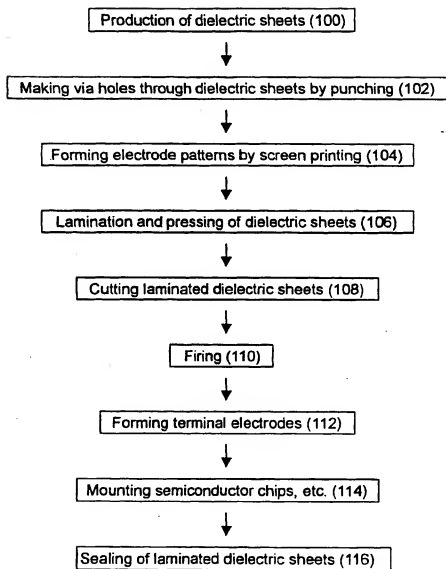 Production of dielectric sheets (100)
Making via holes through dielectric sheets by punching (102)
Forming electrode patterns by screen printing (104)
Lamination and pressing of dielectric sheets (106)
Cutting laminated dielectric sheets (108)
Firing (110)
Forming terminal electrodes (112)
Mounting semiconductor chips, etc. (114)
Sealing of laminated dielectric sheets (116)